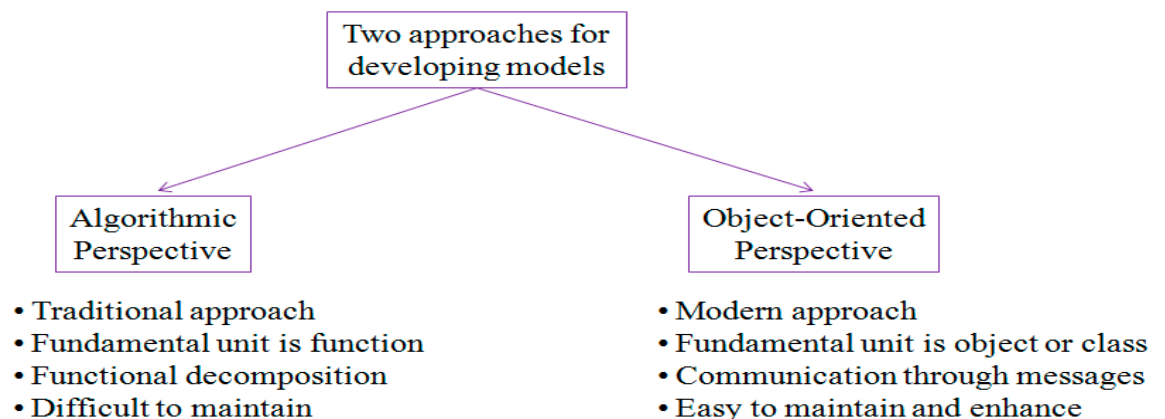 Two approaches for
developing models
Algorithmic
Perspective
• Traditional approach
• Fundamental unit is function
• Functional decomposition
• Difficult to maintain
Object-Oriented
Perspective
• Modern approach
• Fundamental unit is object or class
• Communication through messages
• Easy to maintain and enhance